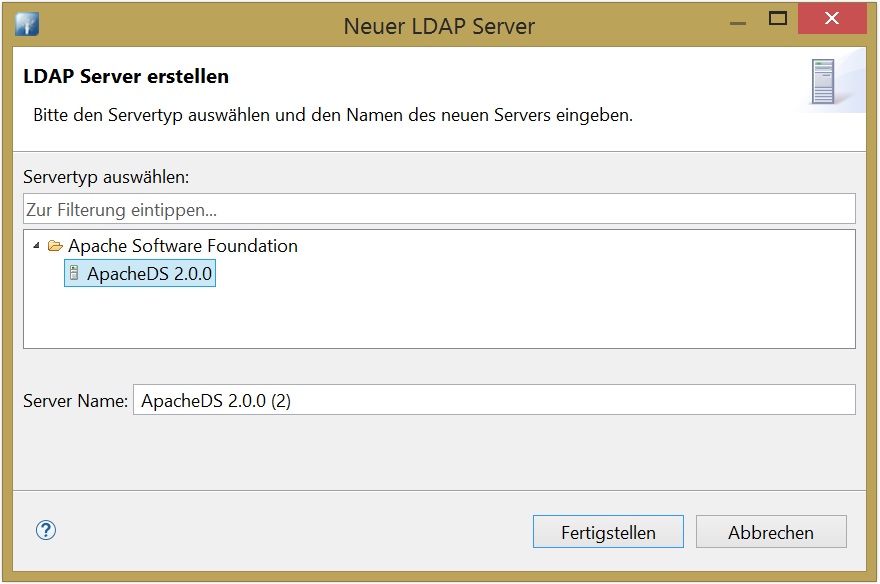 Neuer LDAP Server
LDAP Server erstellen
Bitte den Servertyp auswählen und den Namen des neuen Servers eingeben.
Servertyp auswählen:
Zur Filterung eintippen...
Apache Software Foundation
ApacheDS 2.0.0
Server Name: ApacheDS 2.0.0 (2)
?
Fertigstellen Abbrechen